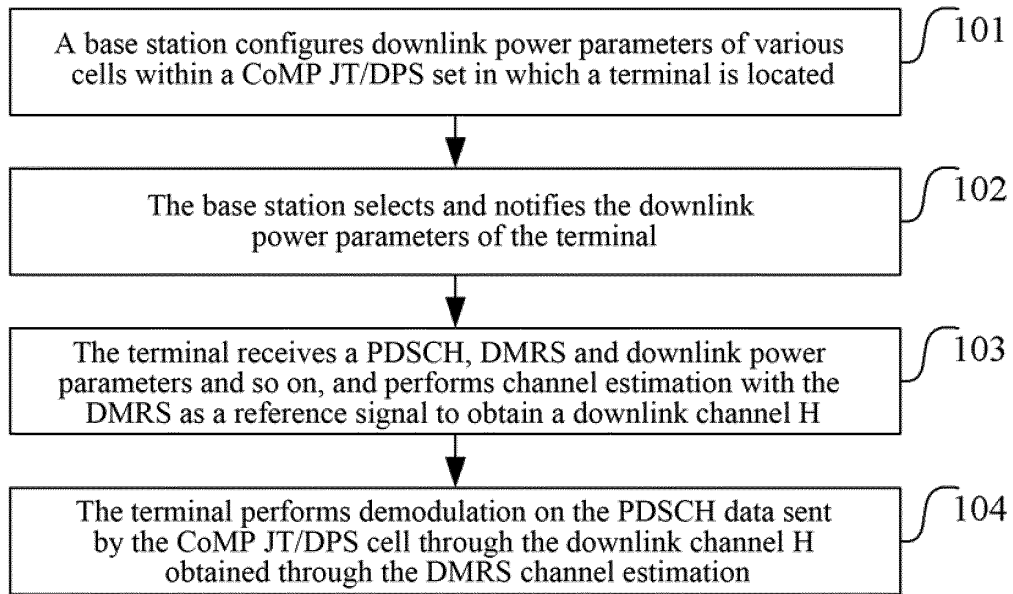 A base station configures downlink power parameters of various
cells within a CoMP JT/DPS set in which a terminal is located
101
The base station selects and notifies the downlink
power parameters of the terminal
102
The terminal receives a PDSCH, DMRS and downlink power
parameters and so on, and performs channel estimation with the
DMRS as a reference signal to obtain a downlink channel H
103
The terminal performs demodulation on the PDSCH data sent
by the CoMP JT/DPS cell through the downlink channel H
obtained through the DMRS channel estimation
104